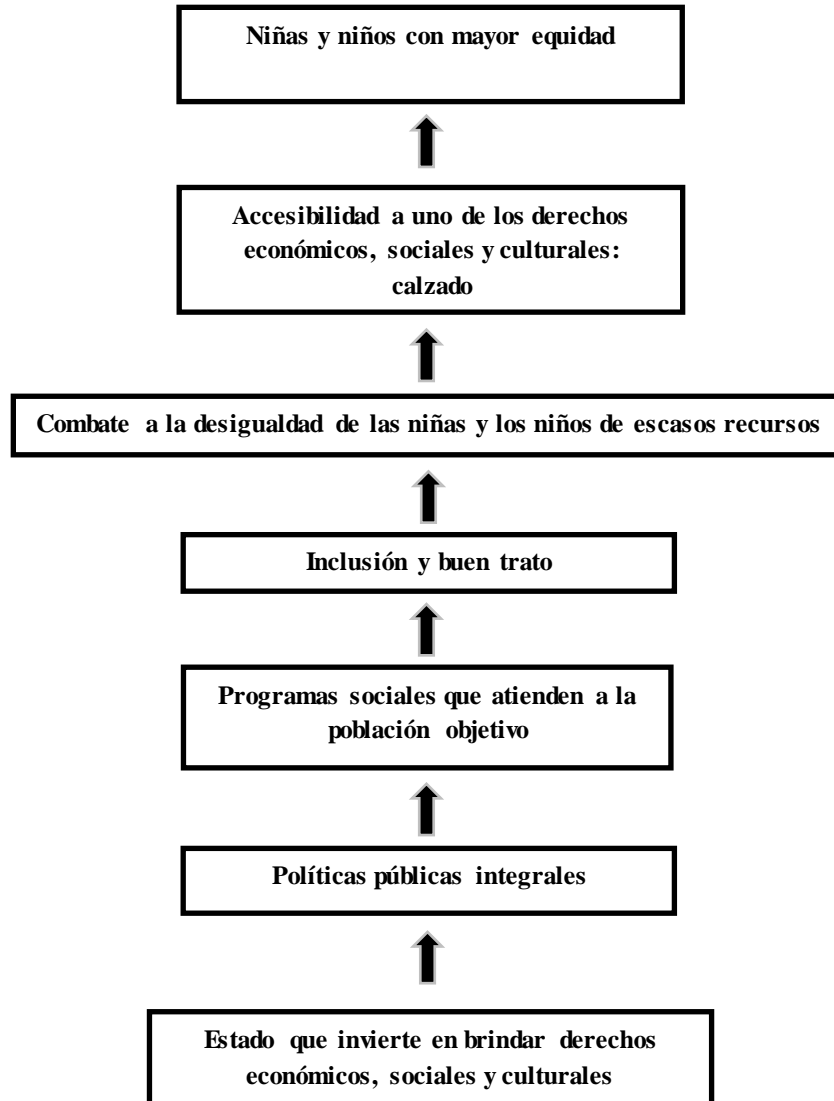 Niñas y niños con mayor equidad
Accesibilidad a uno de los derechos
económicos, sociales y culturales:
calzado
Combate a la desigualdad de las niñas y los niños de escasos recursos
Inclusión y buen trato
Programas sociales que atienden a la
población objetivo
Políticas públicas integrales
Estado que invierte en brindar derechos
económicos, sociales y culturales